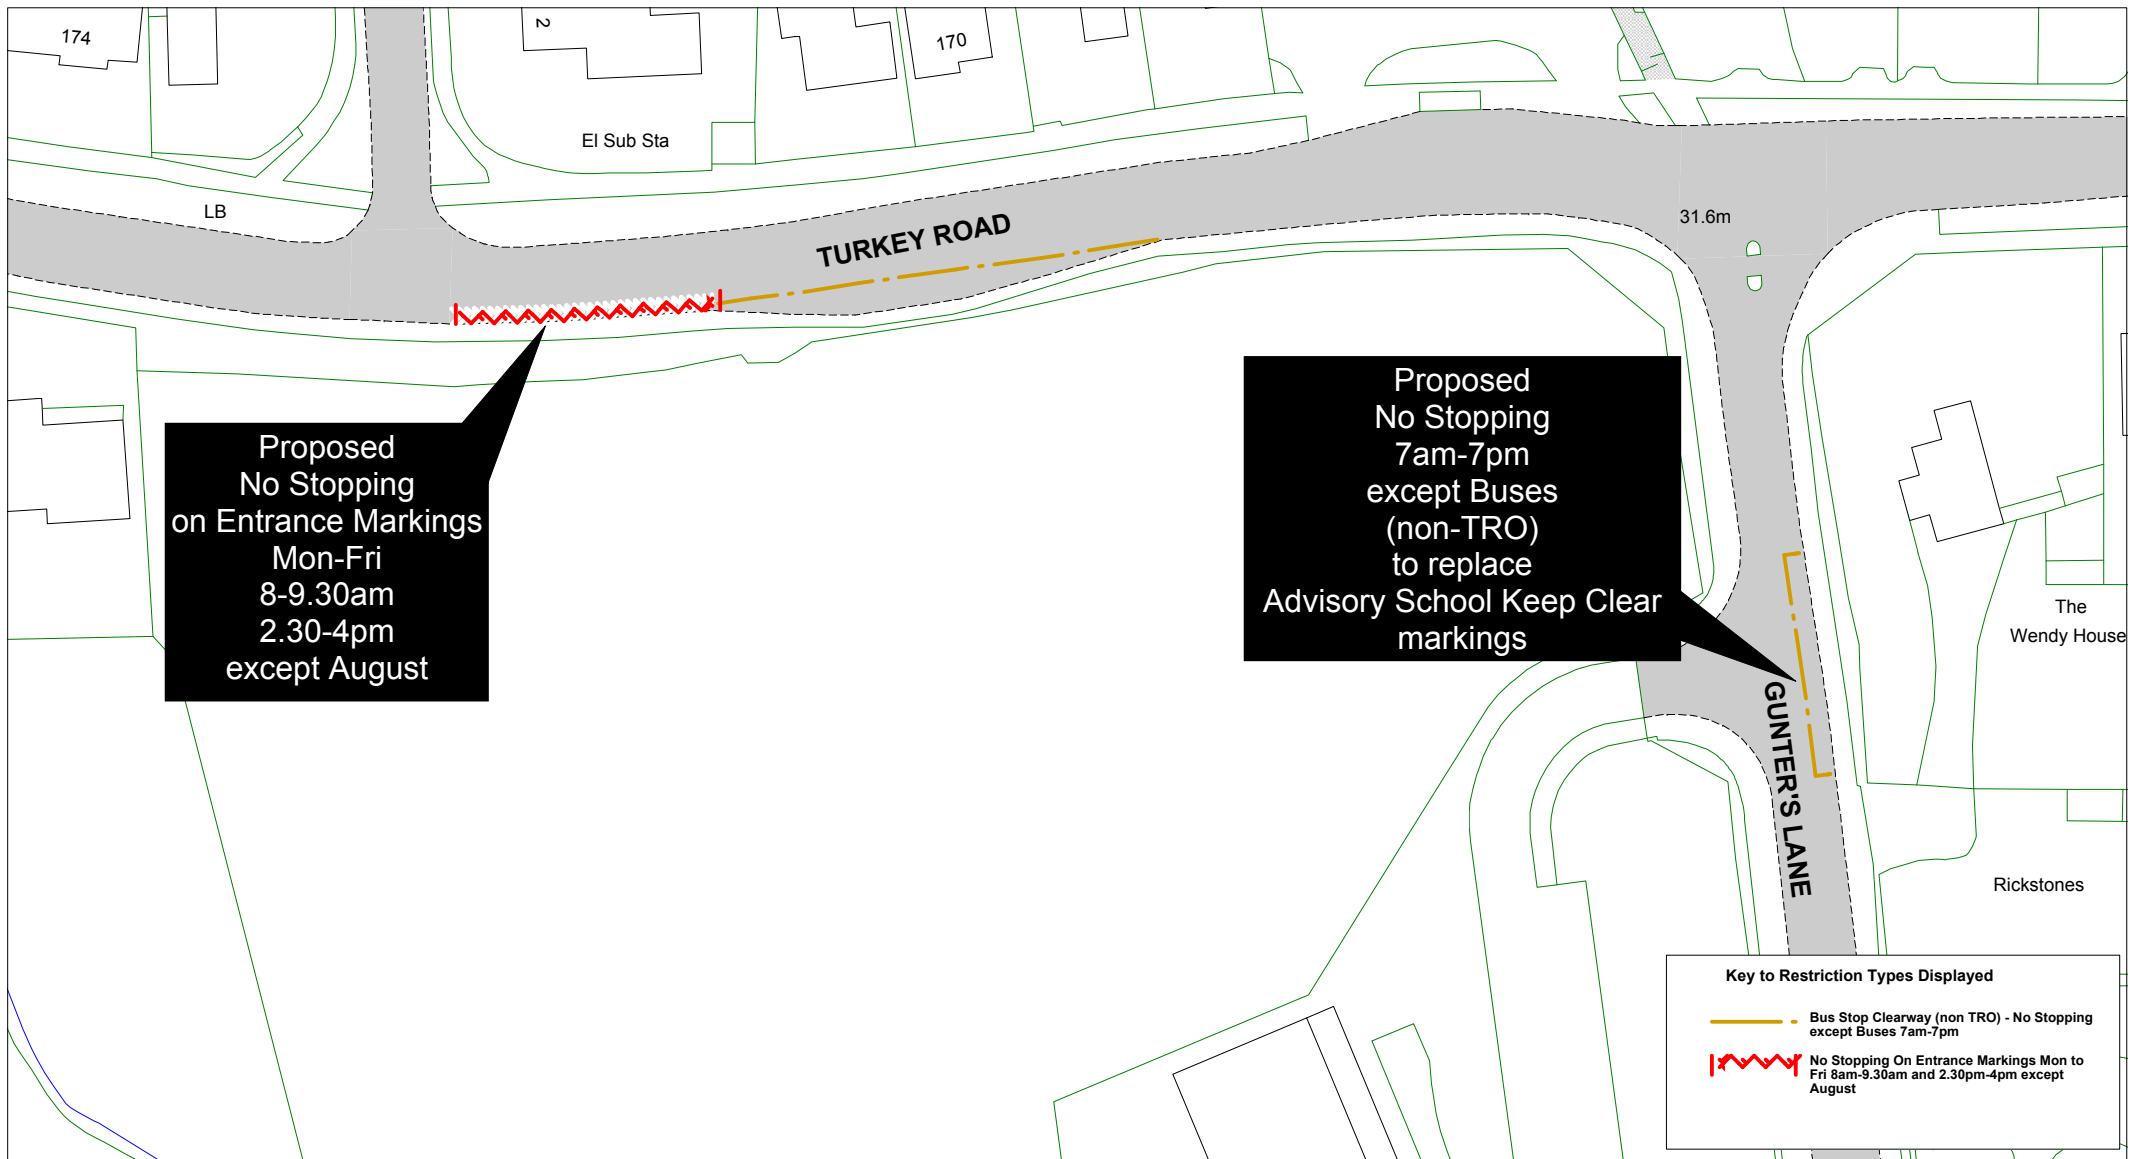 174
2
170
El Sub Sta
LB
TURKEY ROAD
31.6m
Proposed
No Stopping
on Entrance Markings
Mon-Fri
8-9.30am
2.30-4pm
except August
Proposed
No Stopping
7am-7pm
except Buses
(non-TRO)
to replace
Advisory School Keep Clear
markings
The
Wendy House
GUNTER'S LANE
Rickstones
Key to Restriction Types Displayed
Bus Stop Clearway (non TRO) - No Stopping
except Buses 7am-7pm
No Stopping On Entrance Markings Mon to
Fri 8am-9.30am and 2.30pm-4pm except
August